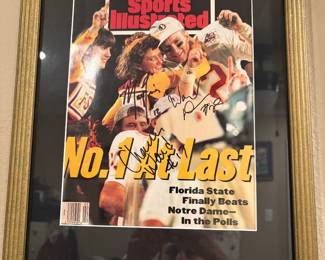 Sports
Illustrated
No. 1 At Last
Florida State
Finally Beats
Notre Dame—
In the Polls